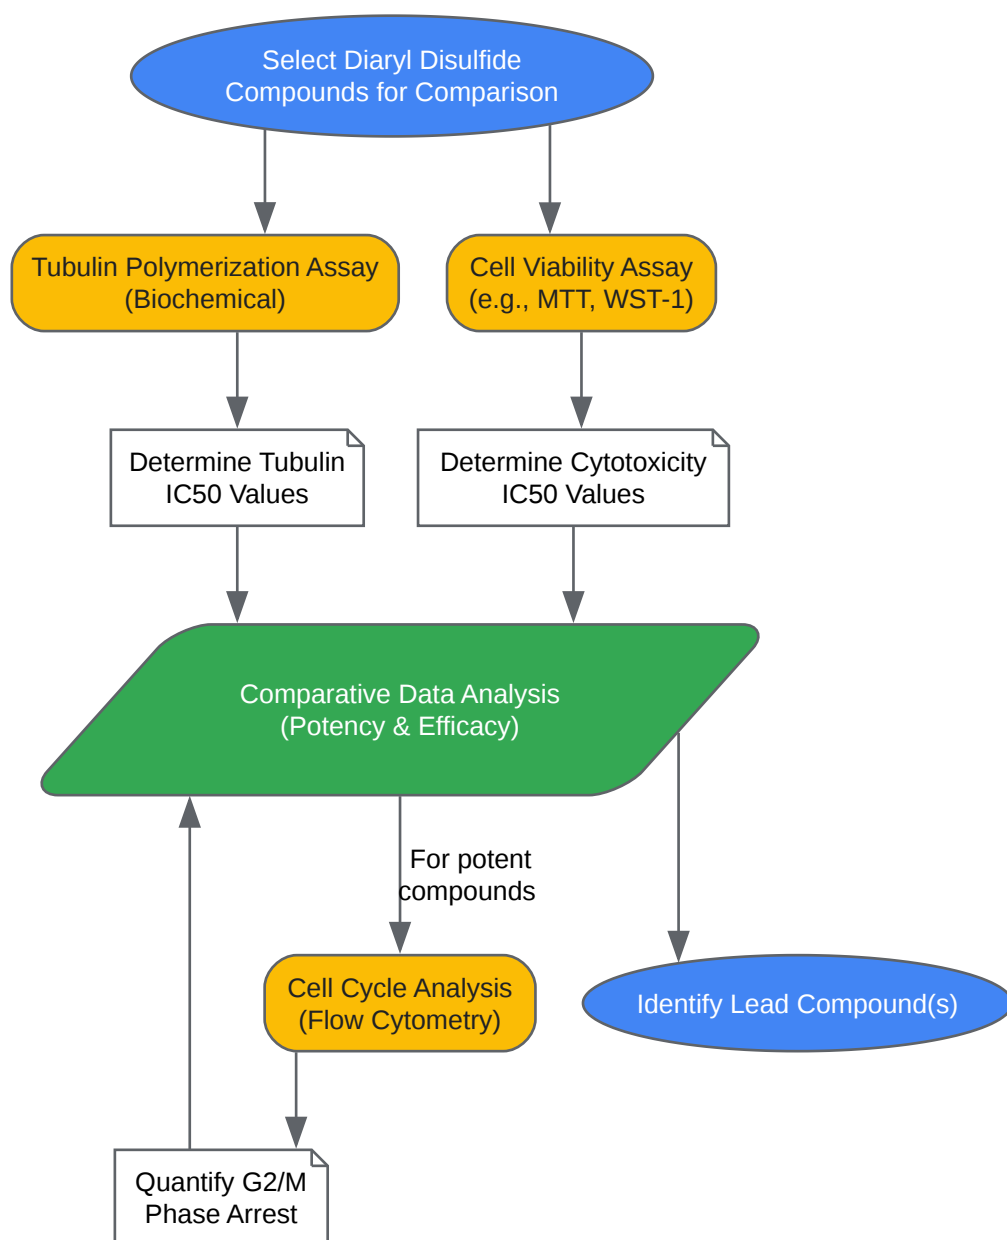 Select Diaryl Disulfide
Compounds for Comparison
Tubulin Polymerization Assay
(Biochemical)
Cell Viability Assay
(e.g., MTT, WST-1)
Determine Tubulin
IC50 Values
Determine Cytotoxicity
IC50 Values
Comparative Data Analysis
(Potency & Efficacy)
For potent
compounds
Cell Cycle Analysis
(Flow Cytometry)
Identify Lead Compound(s)
Quantify G2/M
Phase Arrest